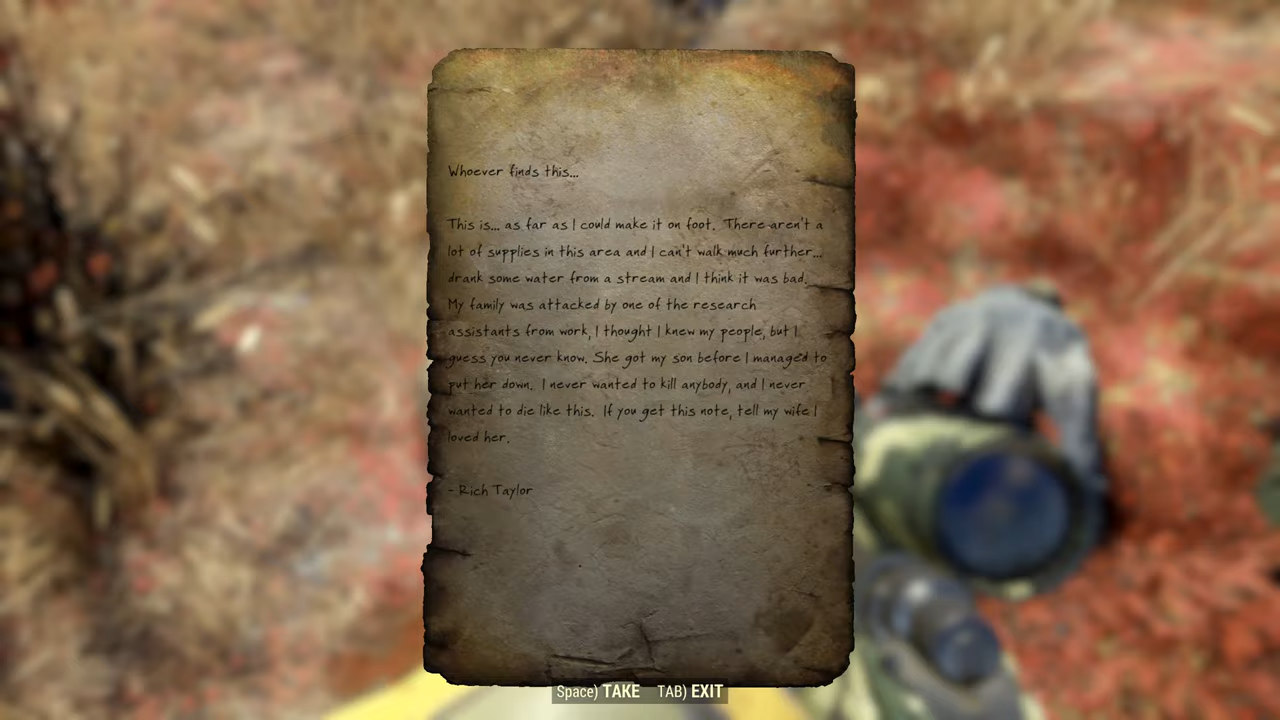 Whoever finds this...
This is... as far as I could make it on foot. There aren't a
lot of supplies in this area and I can't walk much further...
drank some water from a stream and I think it was bad.
My family was attacked by one of the research
assistants from work, I thought I knew my people, but I
guess you never know. She got my son before I managed to
put her down. I never wanted to kill anybody, and I never
wanted to die like this. If you get this note, tell my wife I
loved her.
- Rich Taylor
Space) TAKE TAB) EXIT